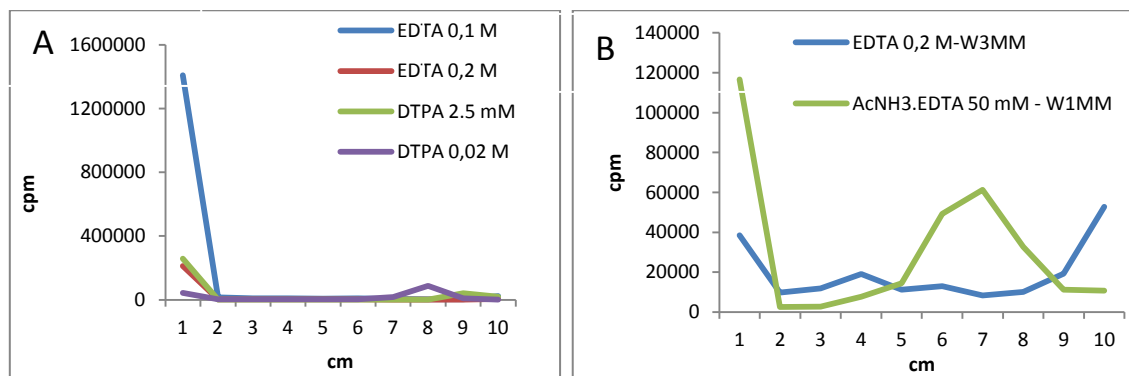 A
EDTA 0,1 M
EDTA 0,2 M
DTPA 2.5 mM
DTPA 0,02 M
1600000
1200000
800000
400000
0
cpm
1 2 3 4 5 6 7 8 9 10
cm
B
EDTA 0,2 M-W3MM
AcNH3.EDTA 50 mM - W1MM
140000
120000
100000
80000
60000
40000
20000
0
cpm
1 2 3 4 5 6 7 8 9 10
cm